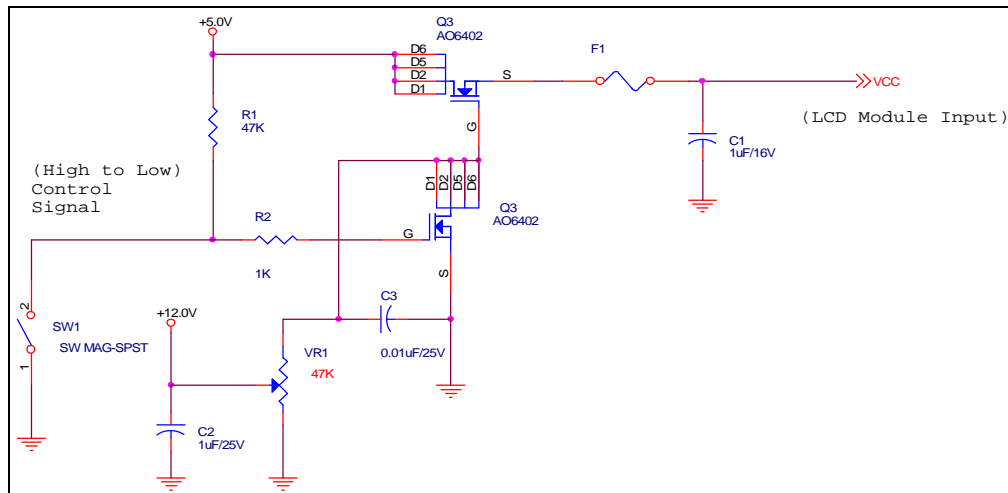 +5.0V
Q3
AO6402
D6
D5
D2
D1
S
G
F1
VCC
(LCD Module Input)
R1
47K
C1
1uF/16V
(High to Low)
Control
Signal
D1
D2
D5
D6
Q3
AO6402
R2
1K
G
S
2
SW1
SW MAG-SPST
1
+12.0V
C3
0.01uF/25V
VR1
47K
C2
1uF/25V